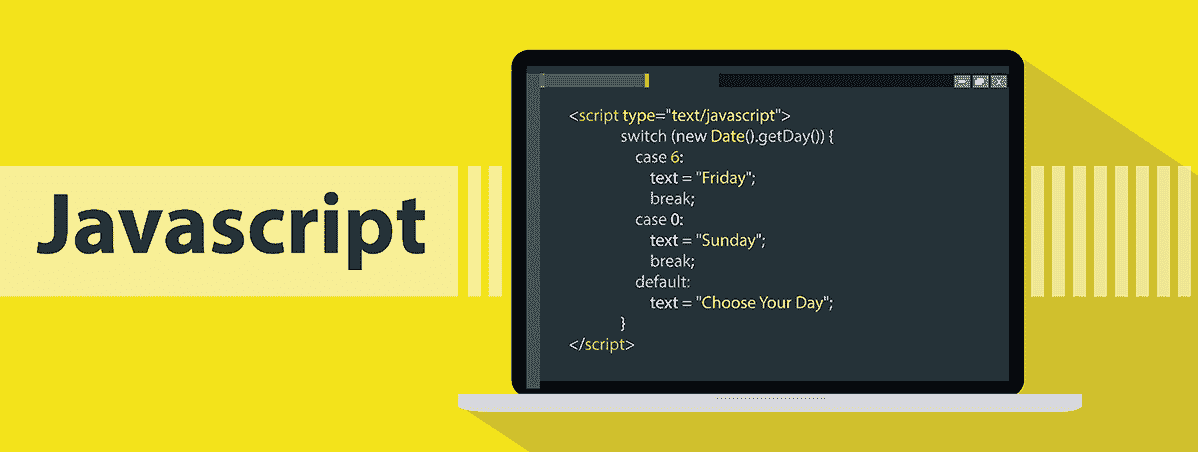 Javascript
<script type="text/javascript">
switch (new Date().getDay()) {
case 6:
text = "Friday";
break;
case 0:
text = "Sunday";
break;
default:
text = "Choose Your Day";
}
</script>